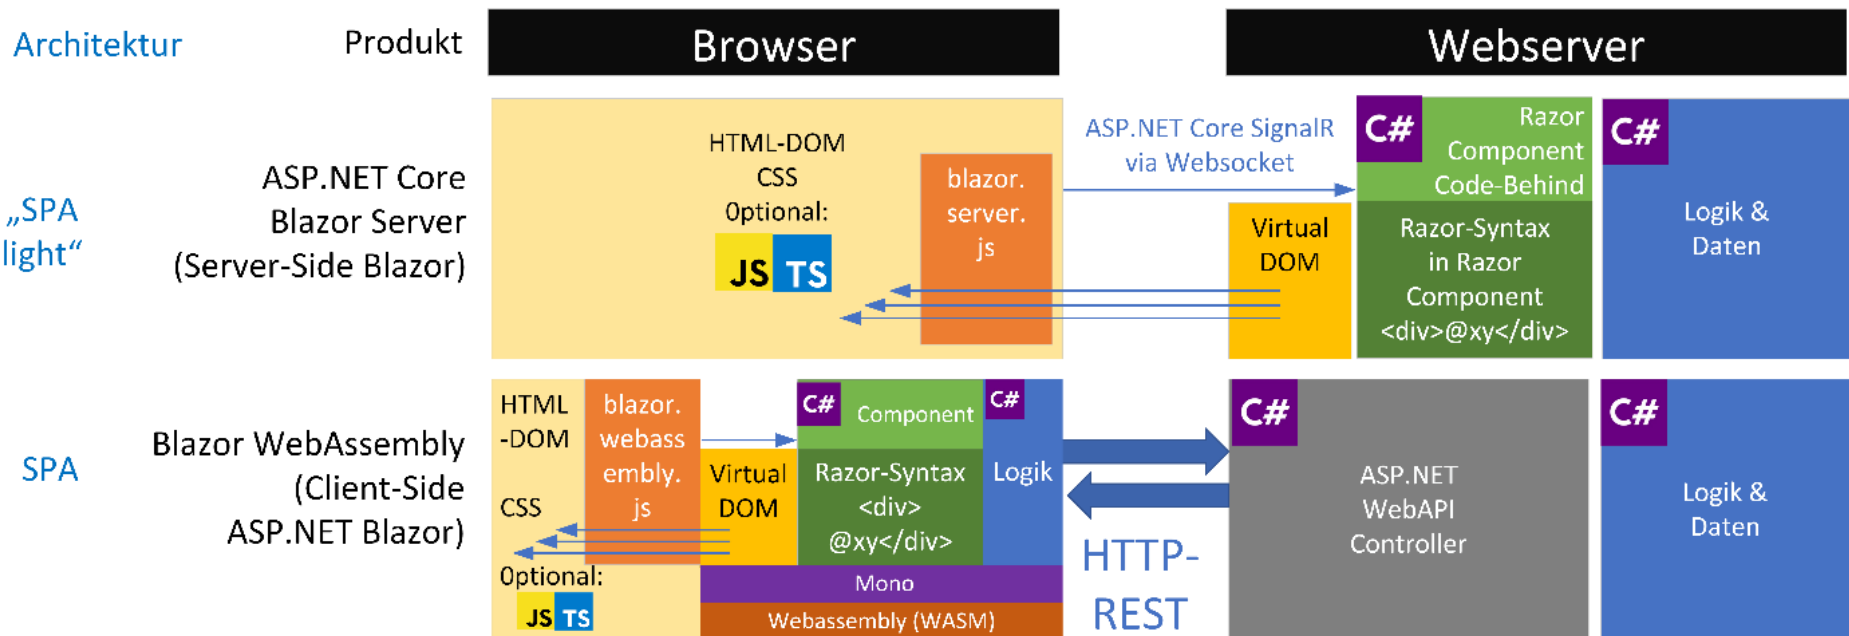 Architektur
Produkt
Browser
Webserver
„SPA
light“
ASP.NET Core
Blazor Server
(Server-Side Blazor)
HTML-DOM
CSS
Optional:
JS TS
blazor.
server.
js
ASP.NET Core SignalR
via Websocket
Virtual
DOM
C#
Razor
Component
Code-Behind
Razor-Syntax
in Razor
Component
<div>@xy</div>
C#
Logik &
Daten
SPA
Blazor WebAssembly
(Client-Side
ASP.NET Blazor)
HTML
-DOM
CSS
Optional:
JS TS
blazor.
webass
embly.
js
Virtual
DOM
C# Component
Razor-Syntax
<div>
@xy</div>
C#
Logik
Mono
Webassembly (WASM)
HTTP-
REST
C#
ASP.NET
WebAPI
Controller
C#
Logik &
Daten